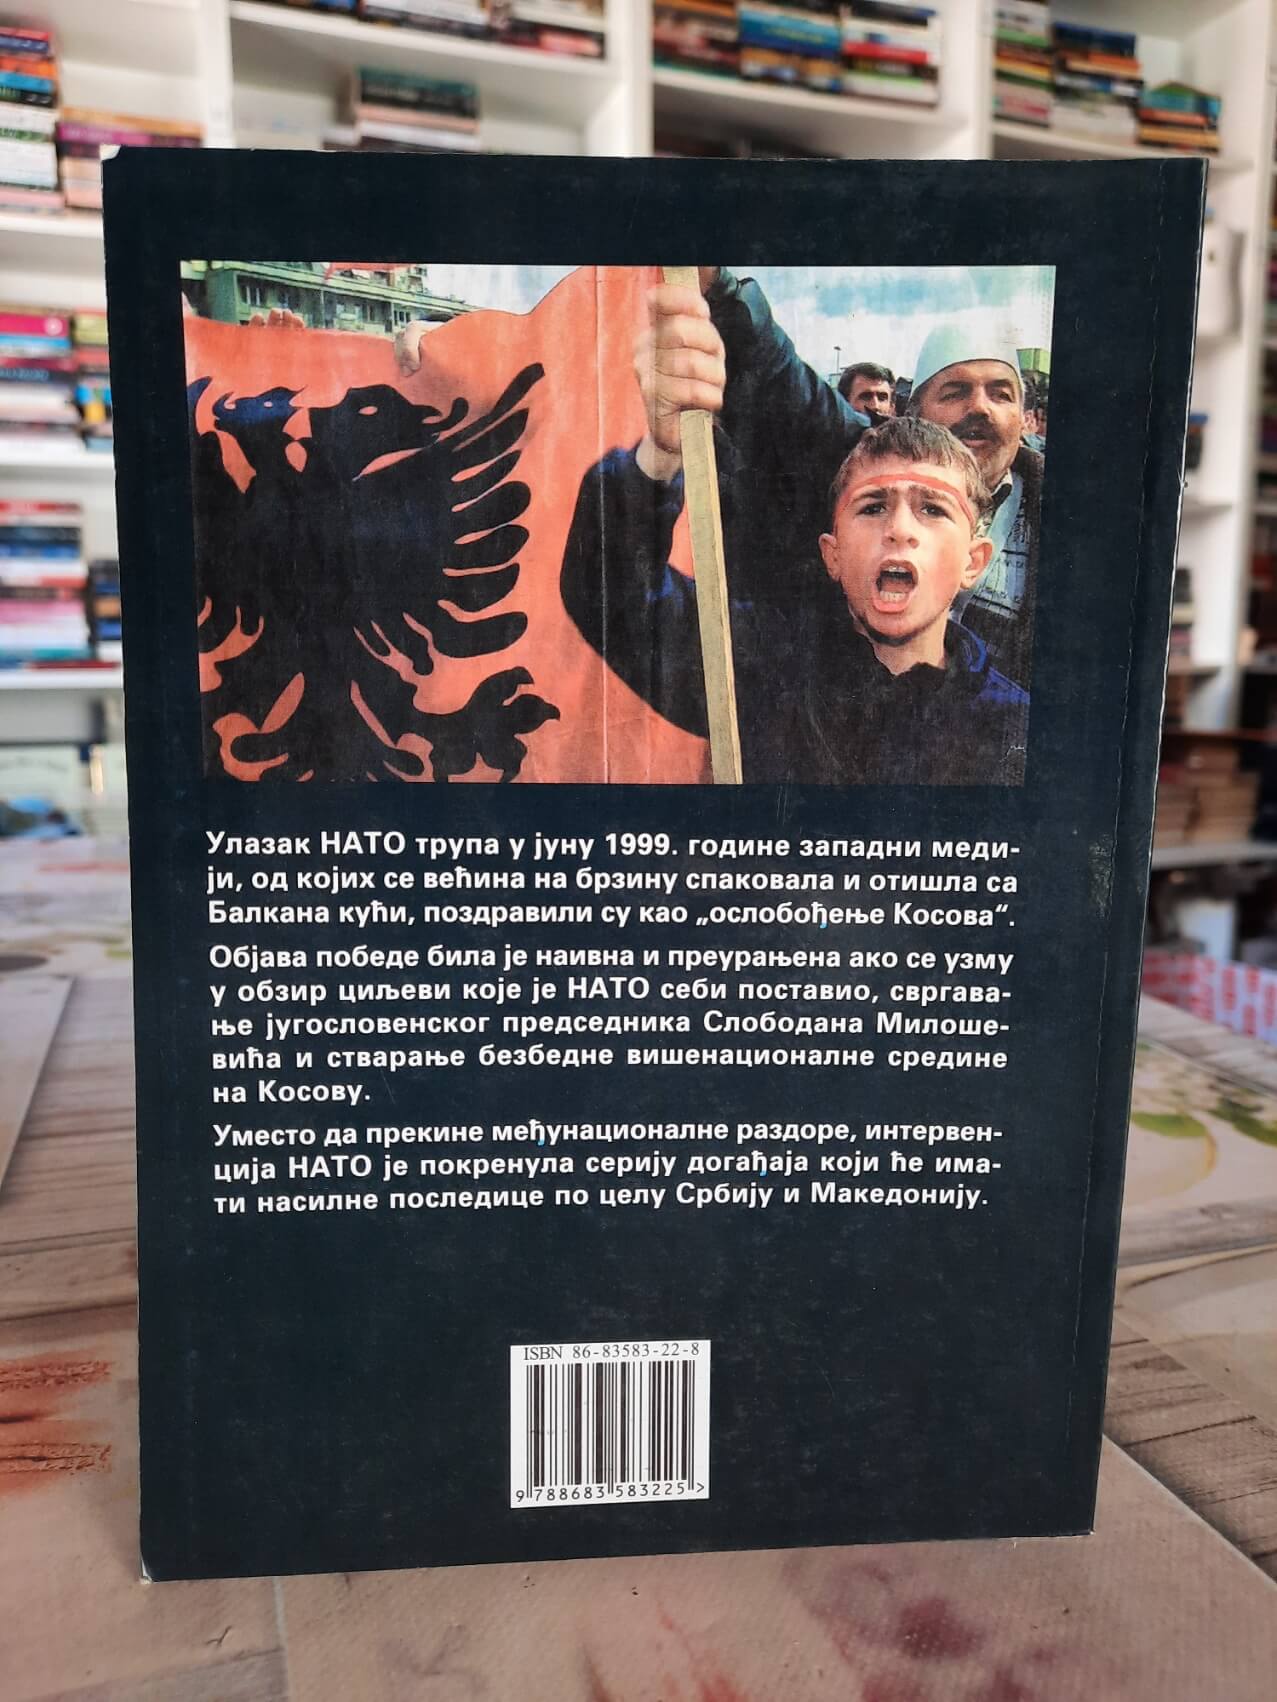 Улазак НАТО трупа у јуну 1999. године западни меди-
ји, од којих се већина на брзину спаковала и отишла са
Балкана кући, поздравили су као „ослобођење Косова“.
Објава победе била је наивна и преурањена ако се узму
у обзир циљеви које је НАТО себи поставио, свргава-
ње југословенског председника Слободана Милоше-
вића и стварање безбедне вишенационалне средине
на Косову.
Уместо да прекине међунационалне раздоре, интервен-
ција НАТО је покренула серију догађаја који ће има-
ти насилне последице по целу Србију и Македонију.
ISBN 86-83583-22-8
9 788683 583225 >